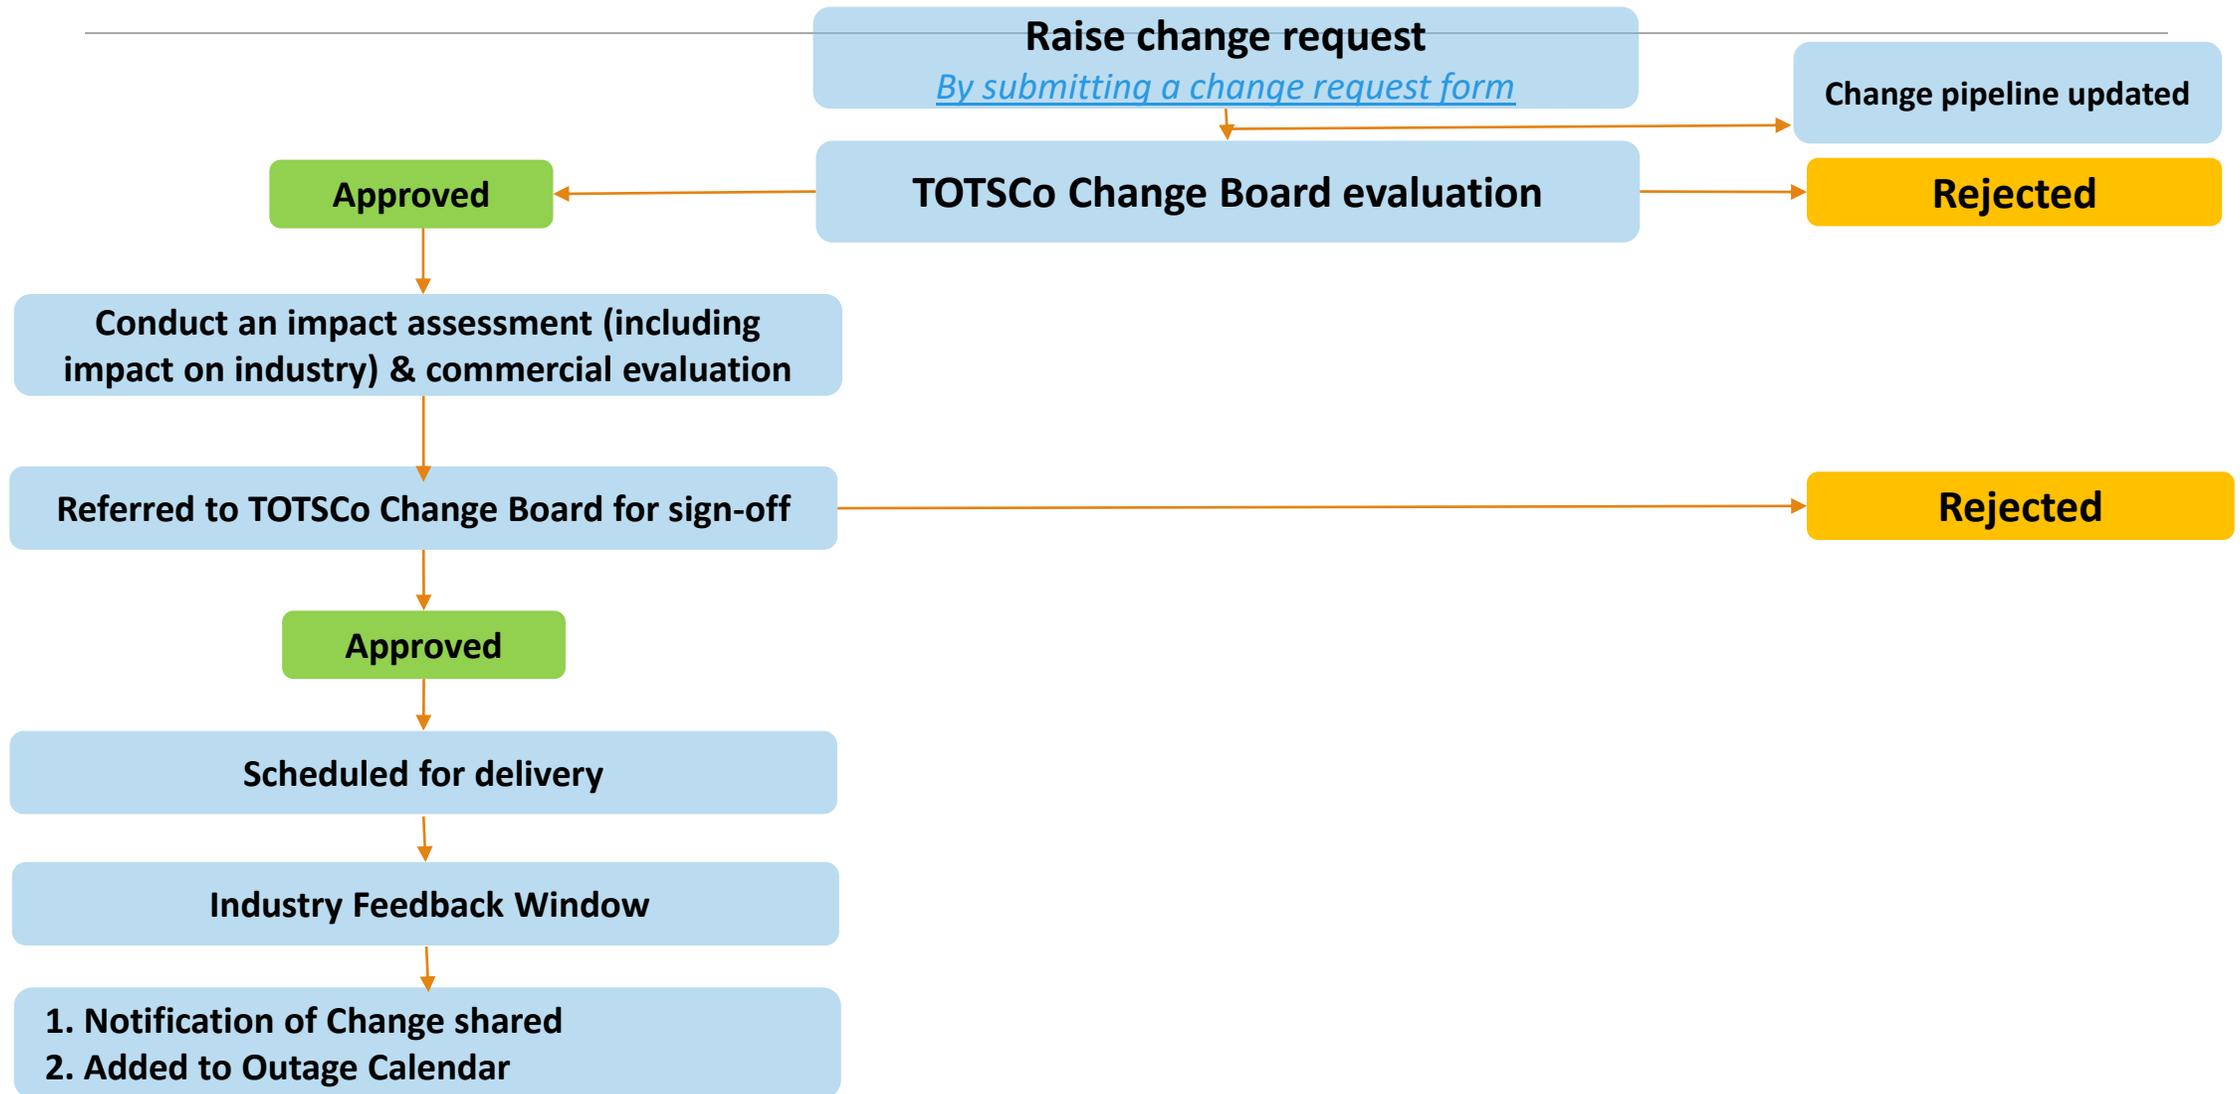 Raise change request
By submitting a change request form
Change pipeline updated
Approved
TOTSCo Change Board evaluation
Rejected
Conduct an impact assessment (including
impact on industry) & commercial evaluation
Referred to TOTSCo Change Board for sign-off
Rejected
Approved
Scheduled for delivery
Industry Feedback Window
1. Notification of Change shared
2. Added to Outage Calendar